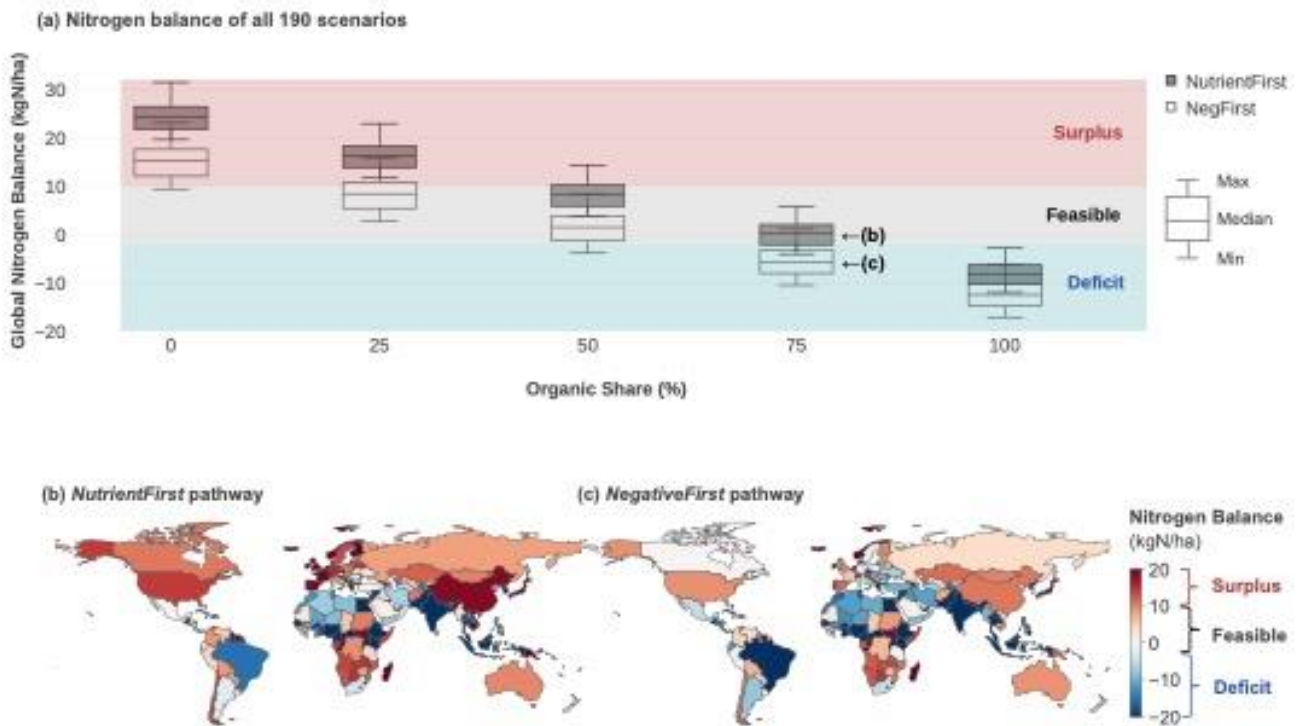 (a) Nitrogen balance of all 190 scenarios
Global Nitrogen Balance (kgN/ha)
30
20
10
0
−10
−20
Surplus
Feasible
Deficit
←(b)
←(c)
0 25 50 75 100
Organic Share (%)
NutrientFirst
NegFirst
Max
Median
Min
(b) NutrientFirst pathway
(c) NegativeFirst pathway
Nitrogen Balance
(kgN/ha)
20
10
0
−10
−20
Surplus
Feasible
Deficit